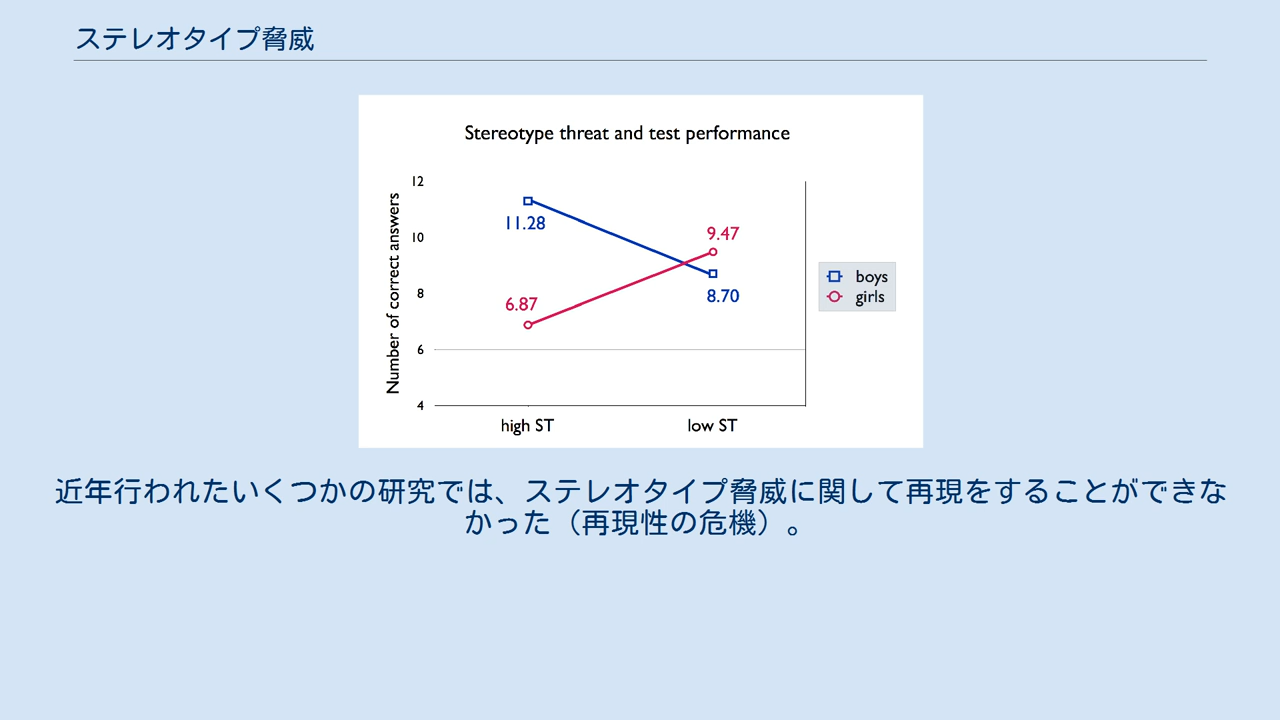 ステレオタイプ脅威
Stereotype threat and test performance
Number of correct answers
12
10
8
6
4
11.28
6.87
9.47
8.70
high ST
low ST
boys
girls
近年行われたいくつかの研究では、ステレオタイプ脅威に関して再現をすることができな
かった（再現性の危機）。